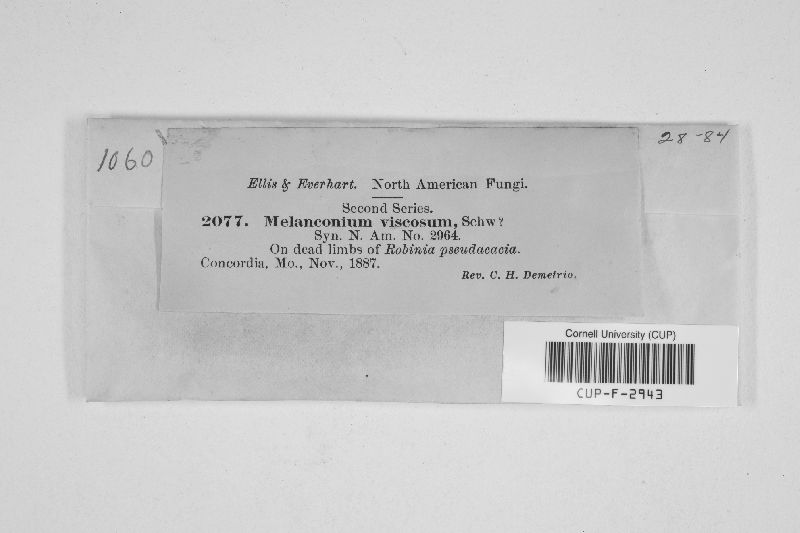 1060
28-84
Ellis & Everhart. North American Fungi.
Second Series.
2077. Melanconium viscosum, Schw?
Syn. N. Am. No. 2964.
On dead limbs of Robinia pseudacacia.
Concordia, Mo., Nov., 1887.
Rev. C. H. Demetrio.
Cornell University (CUP)
CUP-F-2943